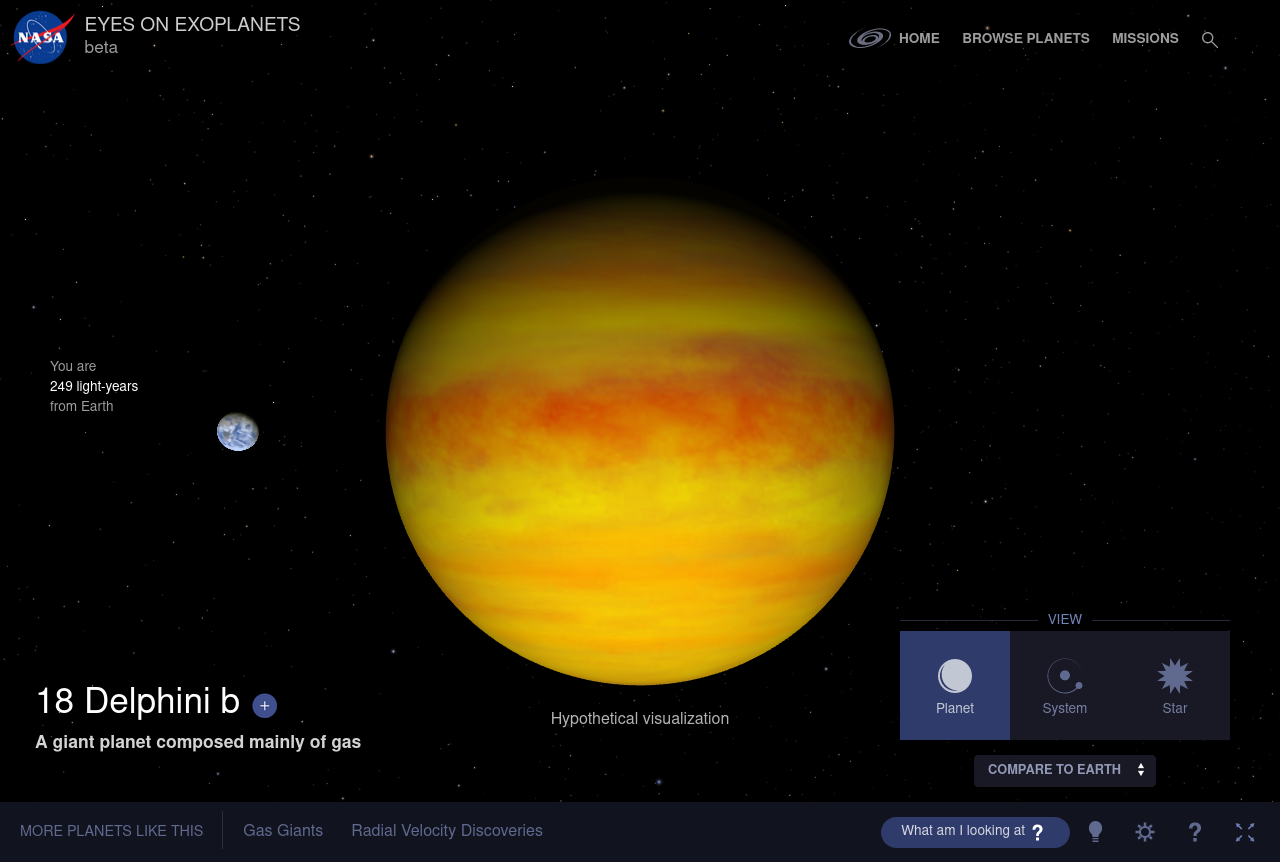 NASA
EYES ON EXOPLANETS
beta
HOME
BROWSE PLANETS
MISSIONS
You are
249 light-years
from Earth
18 Delphini b +
A giant planet composed mainly of gas
Hypothetical visualization
VIEW
Planet
System
Star
COMPARE TO EARTH
MORE PLANETS LIKE THIS
Gas Giants
Radial Velocity Discoveries
What am I looking at ?
?